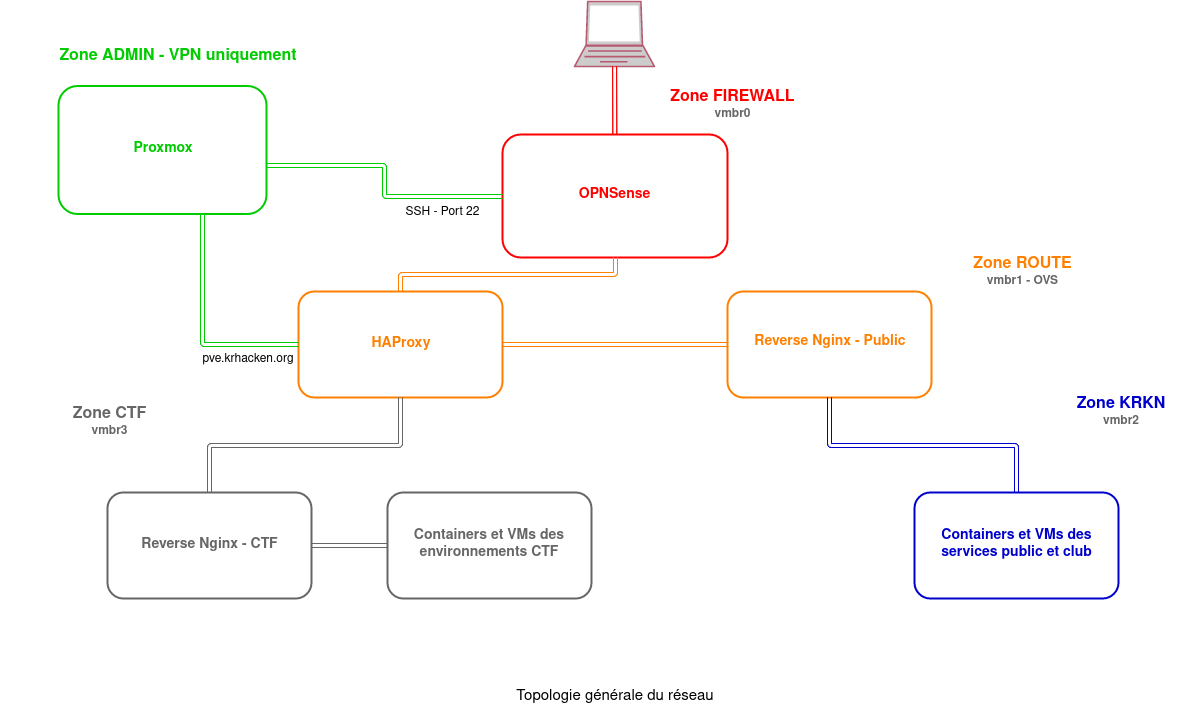 Zone ADMIN - VPN uniquement
Zone FIREWALL
vmbr0
Proxmox
OPNSense
SSH - Port 22
Zone ROUTE
vmbr1 - OVS
HAProxy
Reverse Nginx - Public
pve.krhacken.org
Zone CTF
vmbr3
Zone KRKN
vmbr2
Reverse Nginx - CTF
Containers et VMs des
environnements CTF
Containers et VMs des
services public et club
Topologie générale du réseau